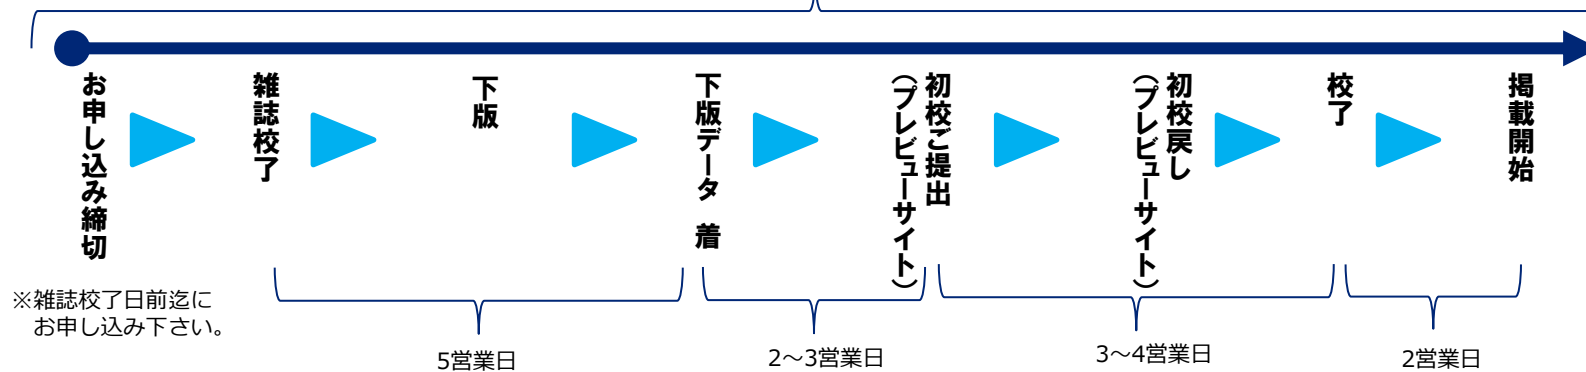 お申し込み締切
雑誌校了
下版
下版データ 着
初校ご提出
（プレビューサイト）
初校戻し
（プレビューサイト）
校了
掲載開始
※雑誌校了日前迄に
お申し込み下さい。
5営業日
2～3営業日
3～4営業日
2営業日